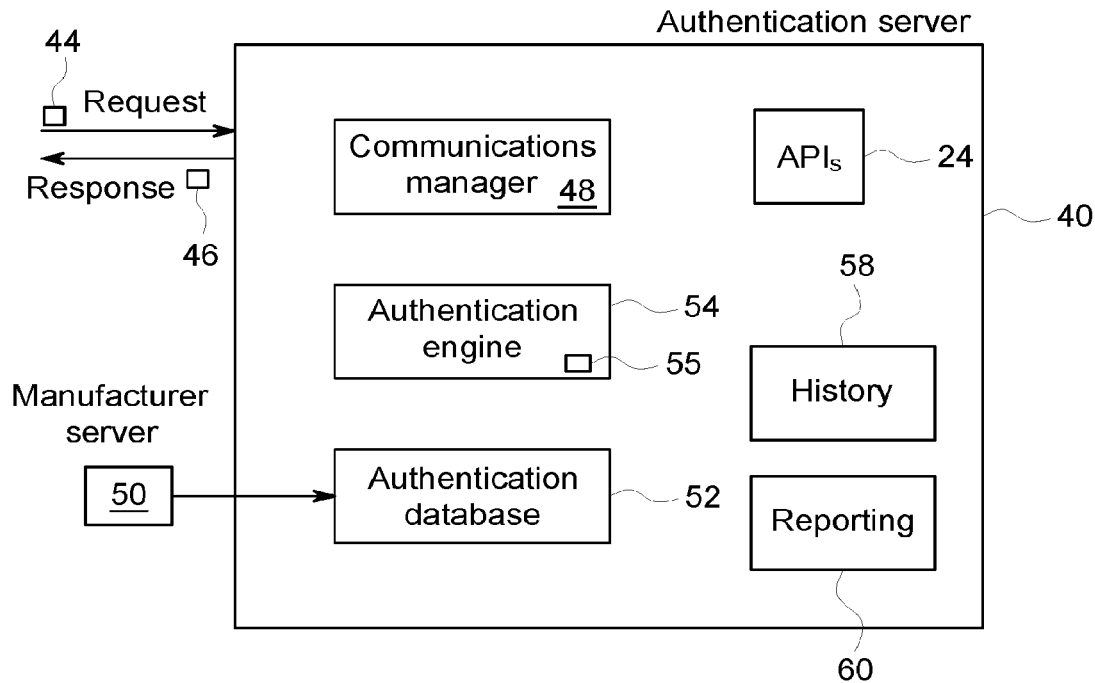 Authentication server
44
Request
Response
46
Communications
manager 48
APIs
24
40
Authentication
engine
54
55
58
History
Manufacturer
server
50
Authentication
database
52
Reporting
60